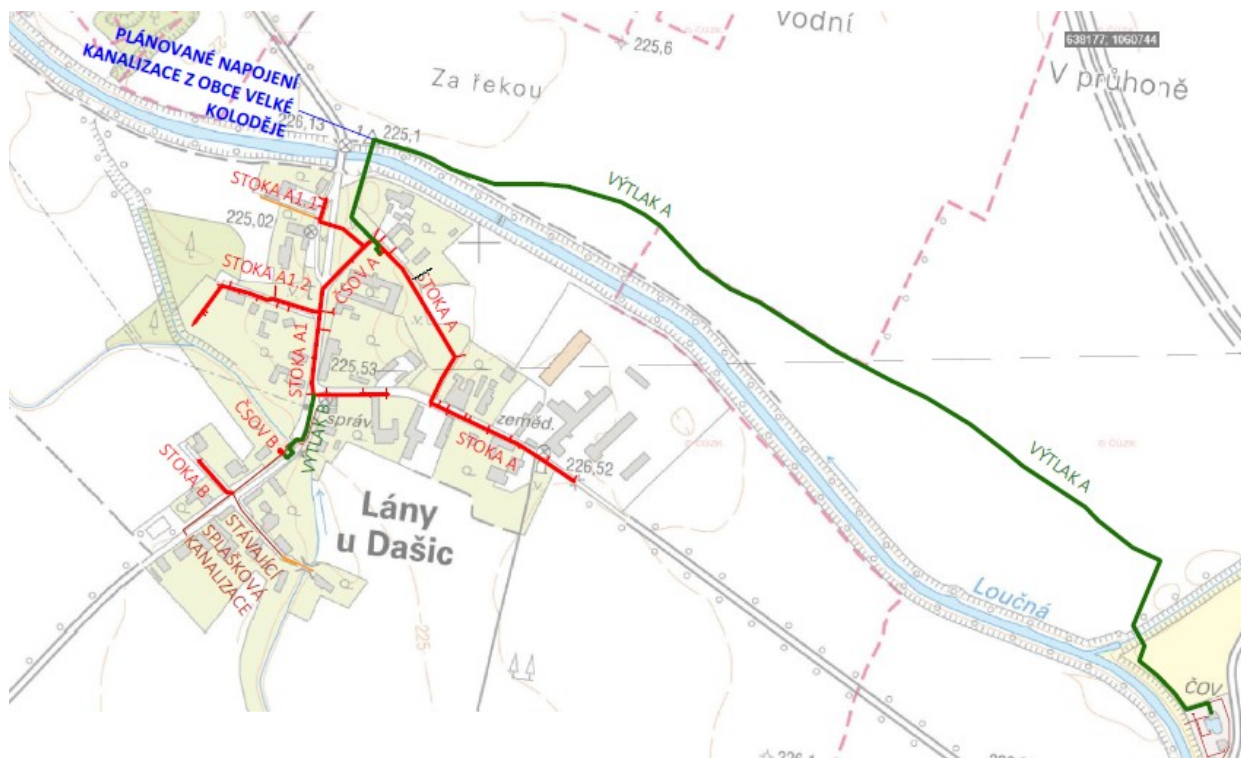 PLÁNOVANÉ NAPOJENÍ
KANALIZACE Z OBCE VELKÉ
KOLODĚJE
225,6
vodní
© ČÚZK
638177; 1060744
V průhoně
Za řekou
226,13
225,1
STOKA A1.1
225,02
VÝTLAK A
STOKA A1.2
ČSOV A
STOKA A
STOKA A1
225,53
správ.
zeměd.
VÝTLAK B
ČSOV B
STOKA B
STOKA A
226,52
© ČÚZK
VÝTLAK A
Lány
u Dašic
STÁVAJÍCÍ
SPLAŠKOVÁ
KANALIZACE
225
Loučná
ČOV